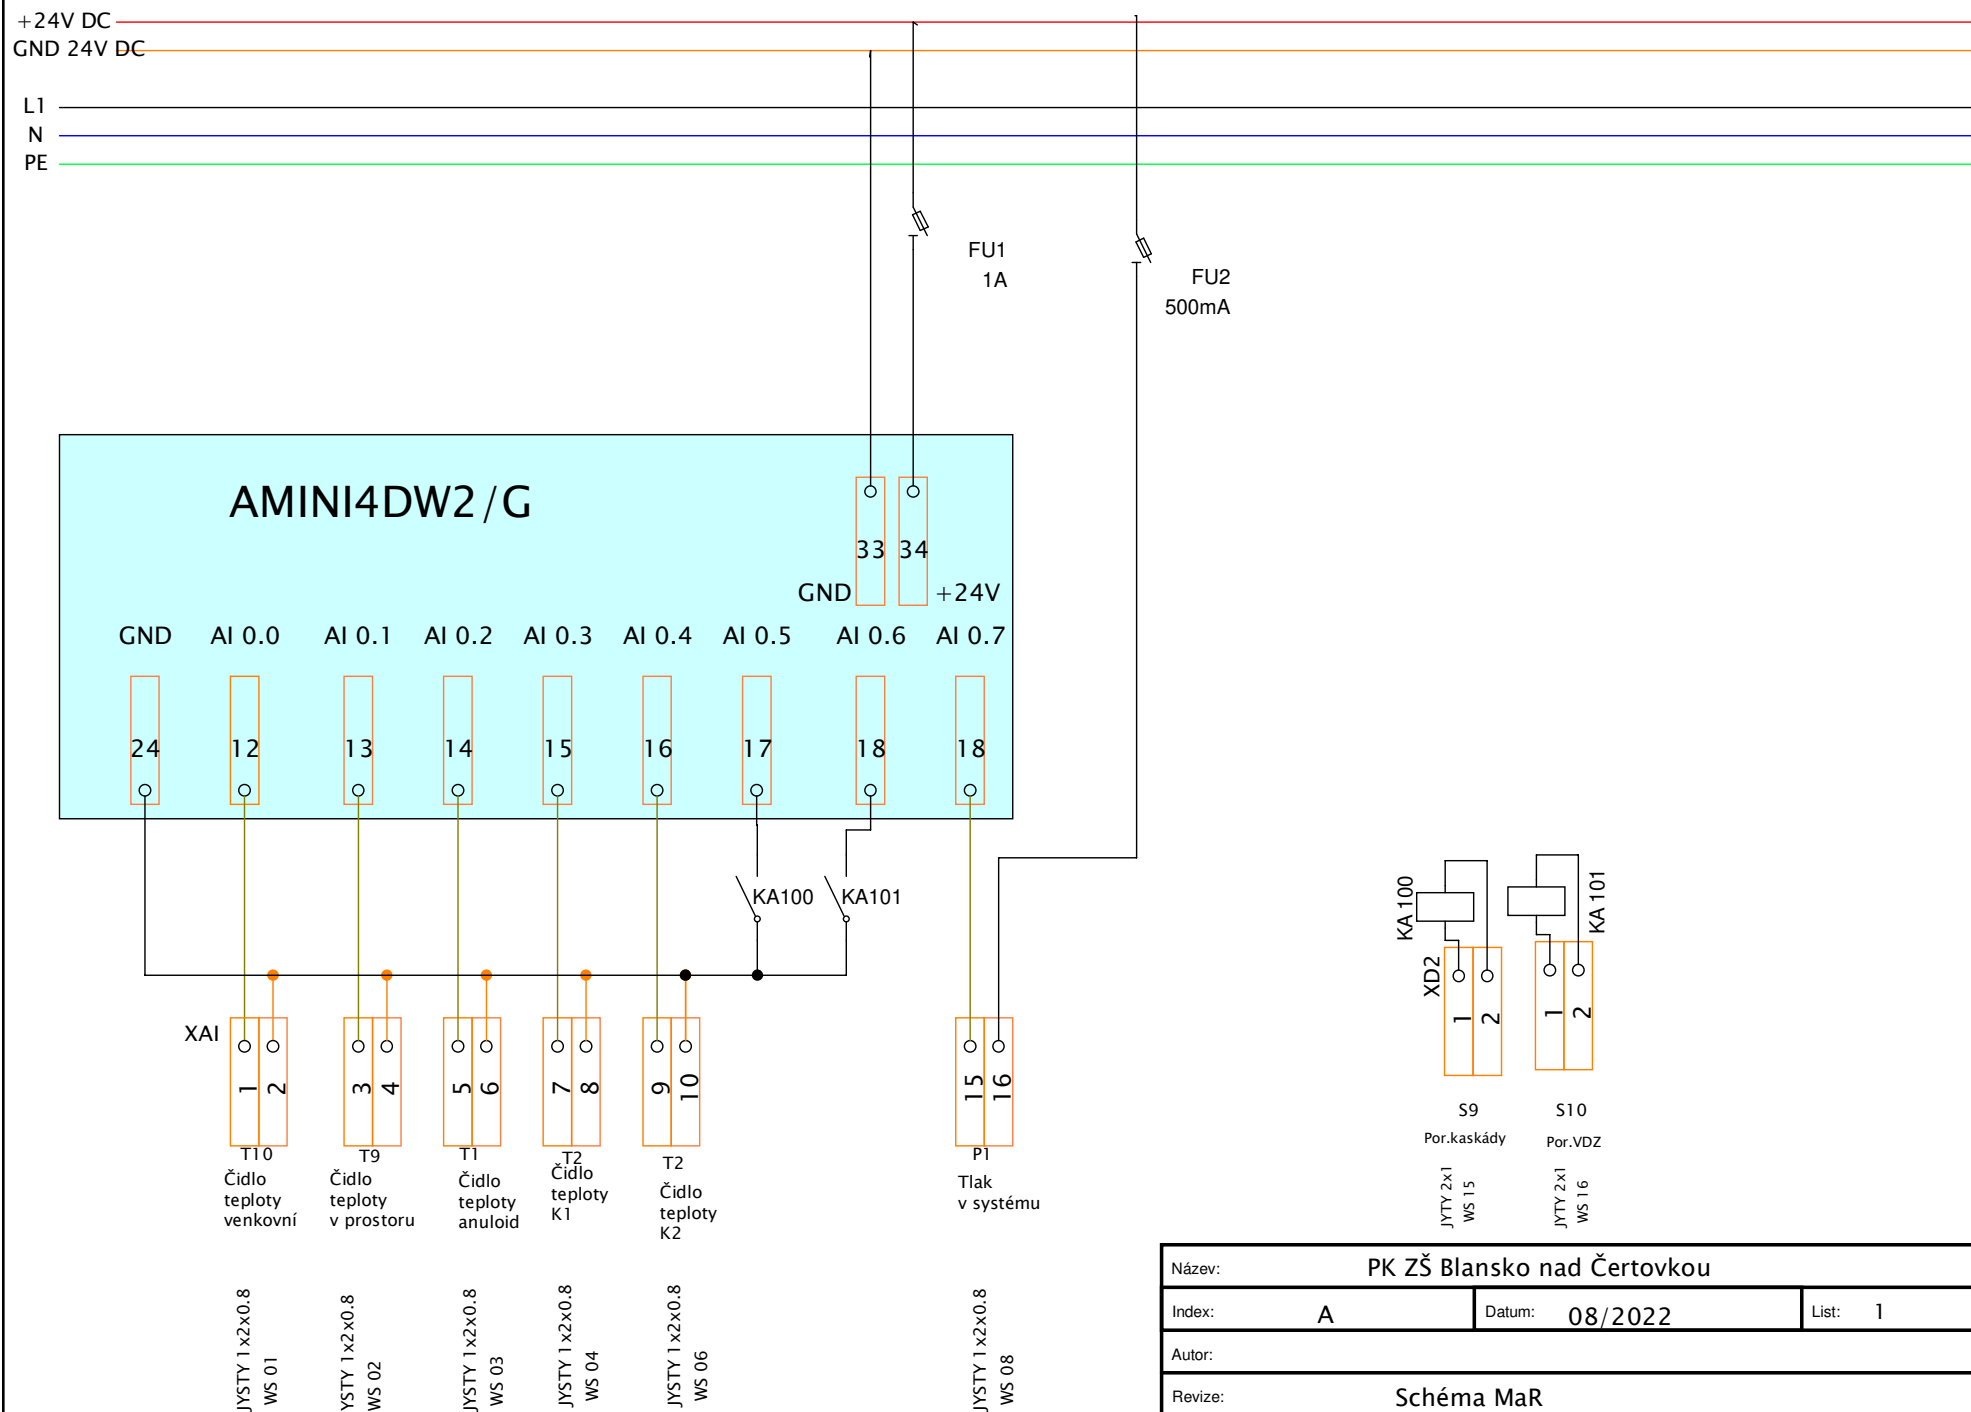 +24V DC
GND 24V DC
L1
N
PE
FU1
1A
FU2
500mA
AMINI4DW2/G
33 34
GND +24V
GND AI 0.0 AI 0.1 AI 0.2 AI 0.3 AI 0.4 AI 0.5 AI 0.6 AI 0.7
24 12 13 14 15 16 17 18 18
KA100 KA101
KA 100
KA 101
XD2
1 2
1 2
XAI
1 2
3 4
5 6
7 8
9 10
15 16
T10
Čidlo
teploty
venkovní
T9
Čidlo
teploty
v prostoru
T1
Čidlo
teploty
anuloid
T2
Čidlo
teploty
K1
T2
Čidlo
teploty
K2
P1
Tlak
v systému
S9
Por.kaskády
S10
Por.VDZ
JYTY 2x1
WS 15
JYTY 2x1
WS 16
JYSTY 1x2x0.8
WS 01
YSTY 1x2x0.8
WS 02
JYSTY 1x2x0.8
WS 03
JYSTY 1x2x0.8
WS 04
JYSTY 1x2x0.8
WS 06
JYSTY 1x2x0.8
WS 08
Název: PK ZŠ Blansko nad Čertovkou
Index: A Datum: 08/2022 List: 1
Autor:
Revize: Schéma MaR